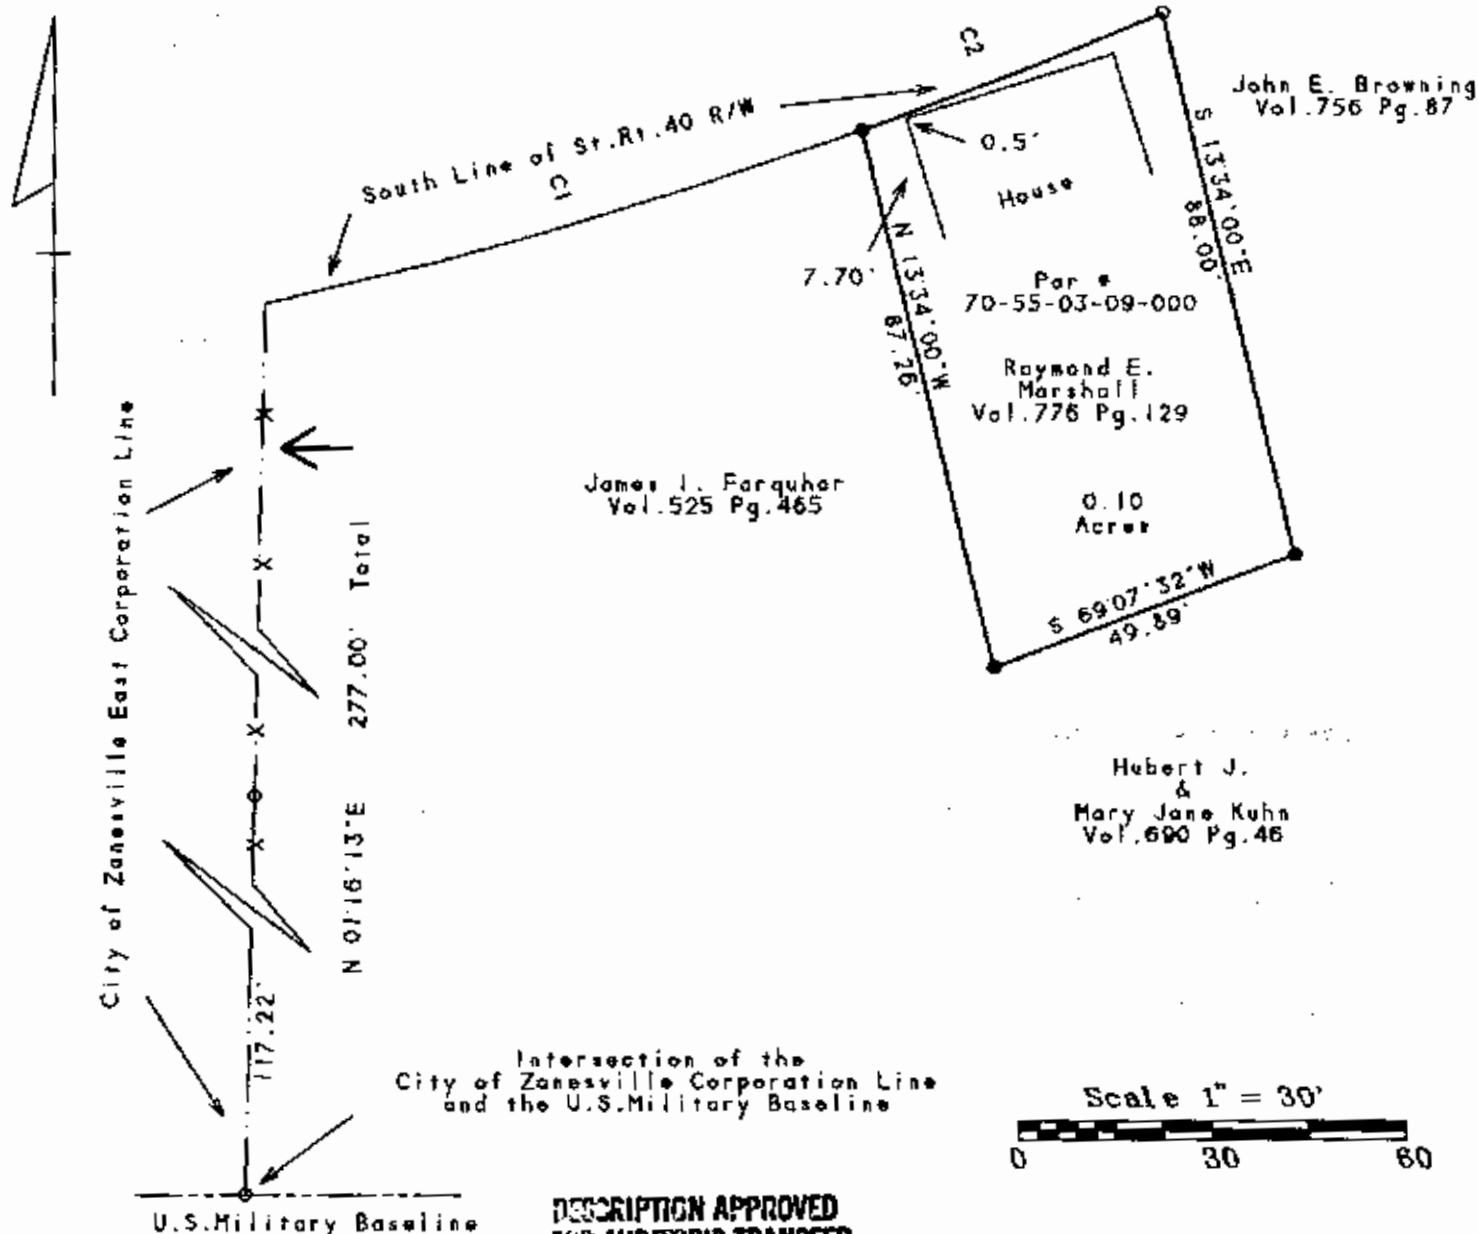 C2
John E. Browning
Vol.756 Pg.87
South Line of St.Rt.40 R/W
C1
0.5'
House
S 13°34'00"E
88.00'
7.70'
N 13°34'00"W
87.26'
Par #
70-55-03-09-000
Raymond E.
Marshall
Vol.776 Pg.129
James I. Farquhar
Vol.525 Pg.465
0.10
Acres
S 69°07'32"W
49.89'
City of Zanesville East Corporation Line
277.00' Total
N 01°16'13"E
117.22'
Hubert J.
&
Mary Jane Kuhn
Vol.690 Pg.46
Intersection of the
City of Zanesville Corporation Line
and the U.S.Military Baseline
Scale 1" = 30'
0 30 60
U.S.Military Baseline
DESCRIPTION APPROVED
FOR AUDITOR'S TRANSFER